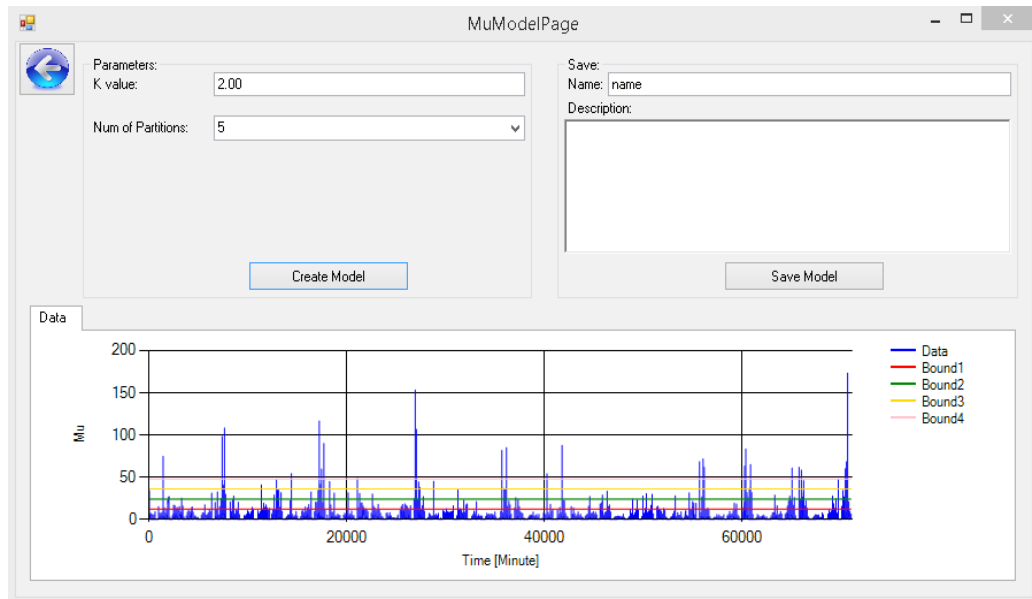 MuModelPage
Parameters:
K value: 2.00
Num of Partitions: 5
Create Model
Save:
Name: name
Description:
Save Model
Data
200
150
100
50
0
Mu
0 20000 40000 60000
Time [Minute]
Data
Bound1
Bound2
Bound3
Bound4